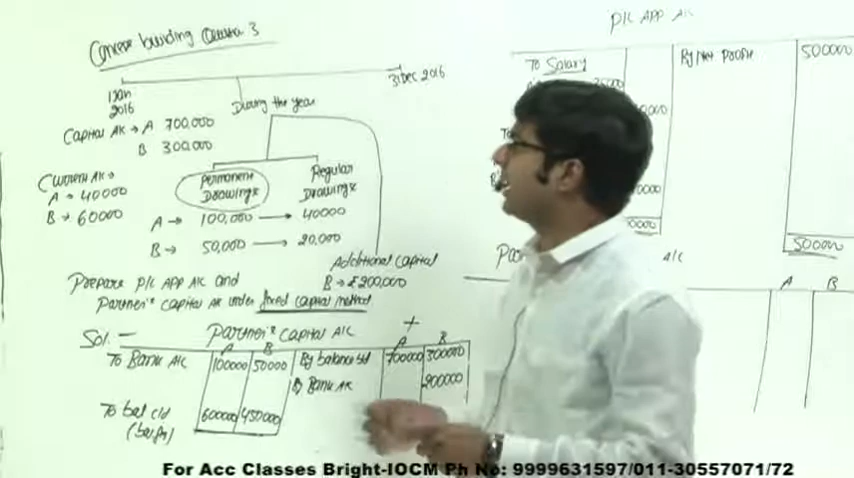 Concept building Question 3
1 Jan 2016
During the year
31 Dec 2016
Capital A/c → A 700,000
B 300,000
Current A/c →
A → 40000
B → 60000
Permanent Drawings
Regular Drawings
A → 100,000 → 40000
B → 50,000 → 20,000
Additional Capital
B → ₹200,000
Prepare P/L APP A/c and
Partner's capital A/c under fixed capital method
Sol. –
Partner's Capital A/c
A B A B
To Bank A/c 100000 50000 By balance b/d 700000 300000
By Bank A/c 200000
To bal c/d 600000 450000
(bal fig)
P/L APP A/c
To Salary
By Net Profit 500000
500000
A/c
A B
For Acc Classes Bright-IOCM Ph No: 9999631597/011-30557071/72